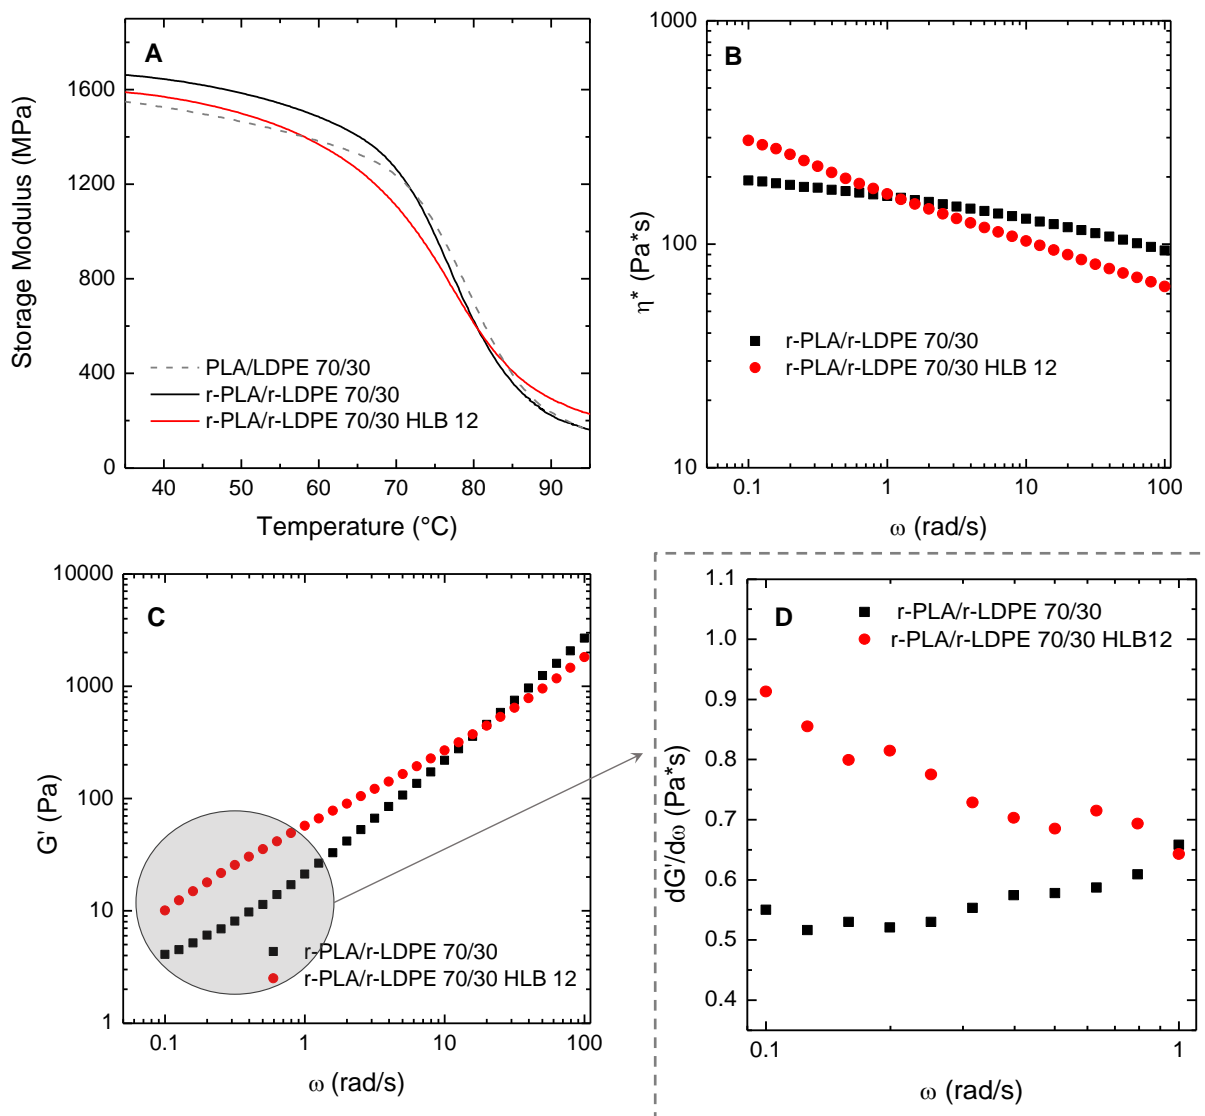 A
1600
1200
800
400
0
Storage Modulus (MPa)
PLA/LDPE 70/30
r-PLA/r-LDPE 70/30
r-PLA/r-LDPE 70/30 HLB 12
40 50 60 70 80 90
Temperature (°C)
B
1000
100
10
η* (Pa*s)
r-PLA/r-LDPE 70/30
r-PLA/r-LDPE 70/30 HLB 12
0.1 1 10 100
ω (rad/s)
C
10000
1000
100
10
1
G' (Pa)
r-PLA/r-LDPE 70/30
r-PLA/r-LDPE 70/30 HLB 12
0.1 1 10 100
ω (rad/s)
D
1.1
1.0
0.9
0.8
0.7
0.6
0.5
0.4
dG'/dω (Pa*s)
r-PLA/r-LDPE 70/30
r-PLA/r-LDPE 70/30 HLB12
0.1 1
ω (rad/s)